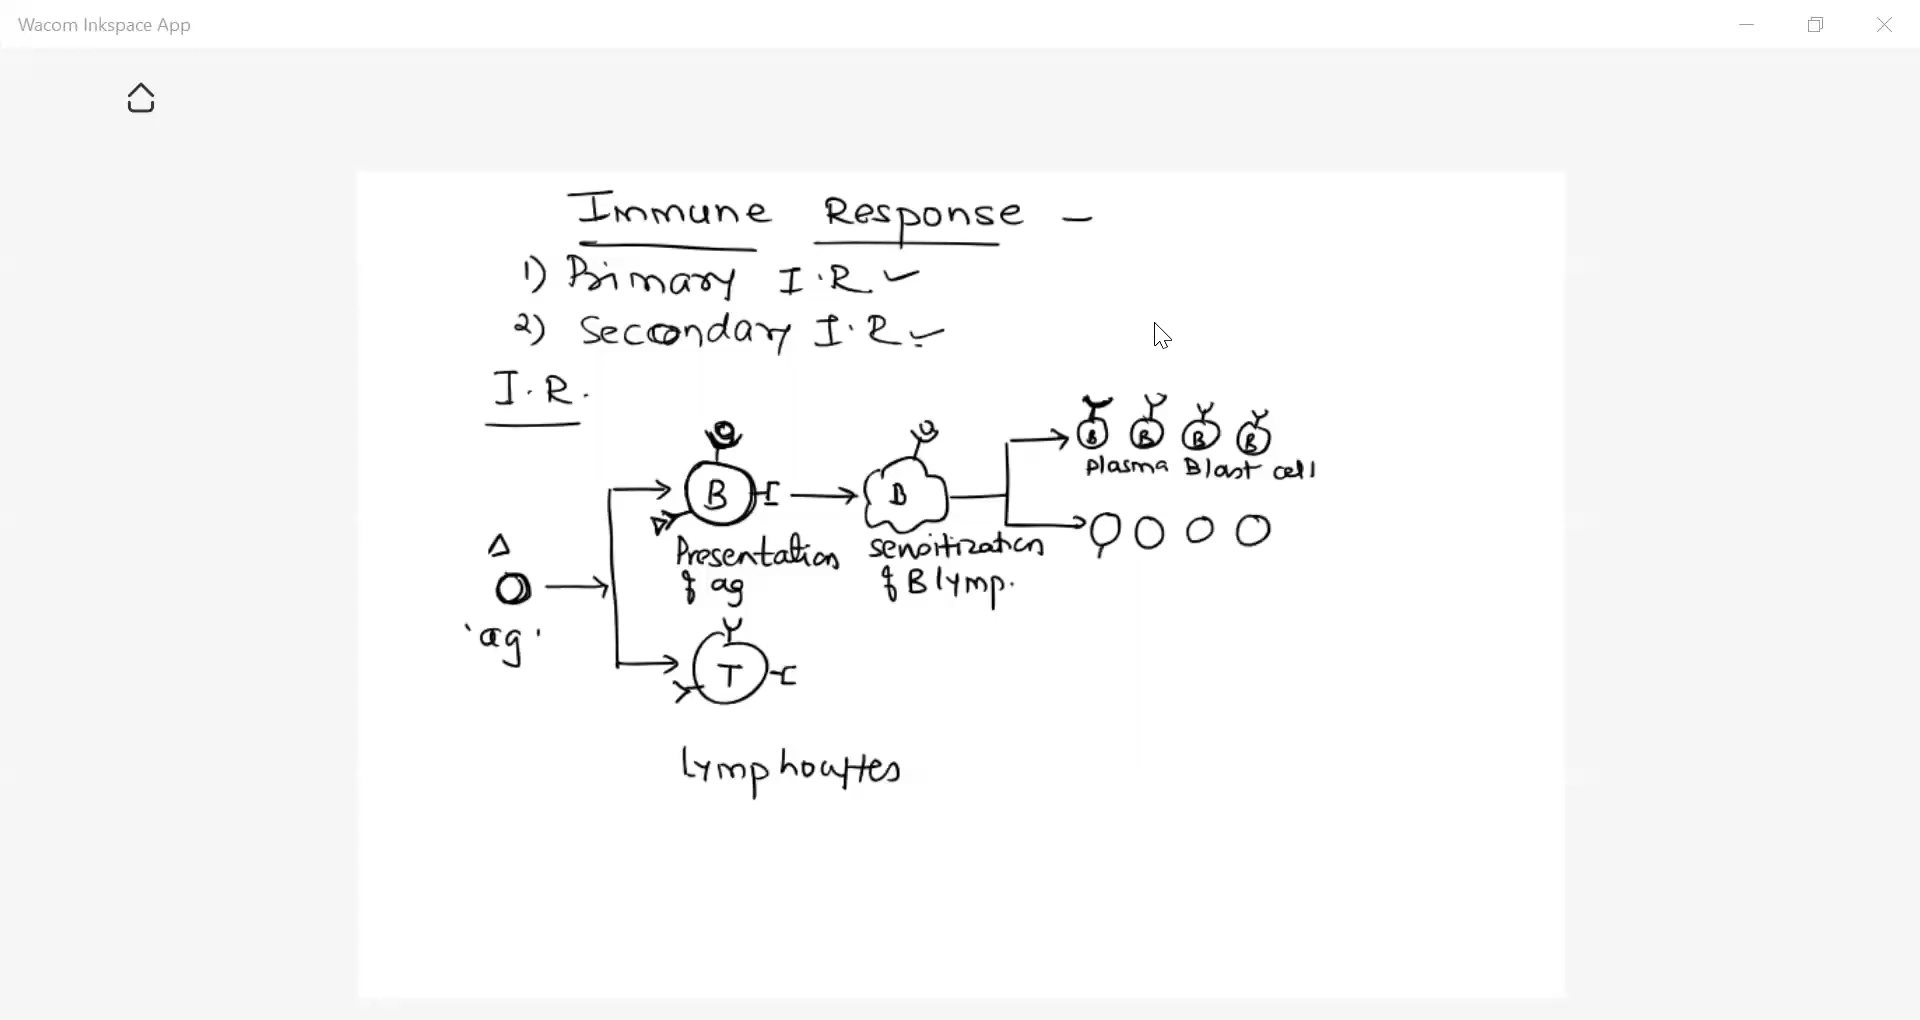 Wacom Inkspace App
Immune Response -
1) Primary I.R ✓
2) Secondary I.R ✓
I.R.
B
B
B B B B
Plasma Blast cell
Presentation
of ag
sensitization
of B lymp.
'ag'
T
lymphocytes